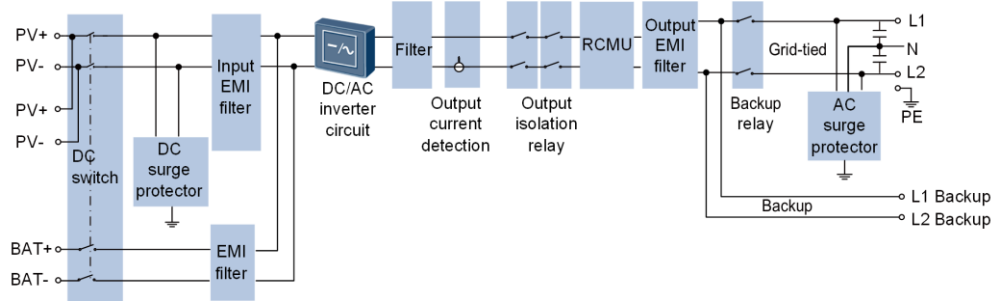 PV+
PV-
PV+
PV-
BAT+
BAT-
DC
switch
DC
surge
protector
Input
EMI
filter
EMI
filter
DC/AC
inverter
circuit
Filter
Output
current
detection
Output
isolation
relay
RCMU
Output
EMI
filter
Backup
relay
Grid-tied
AC
surge
protector
L1
N
L2
PE
Backup
L1 Backup
L2 Backup